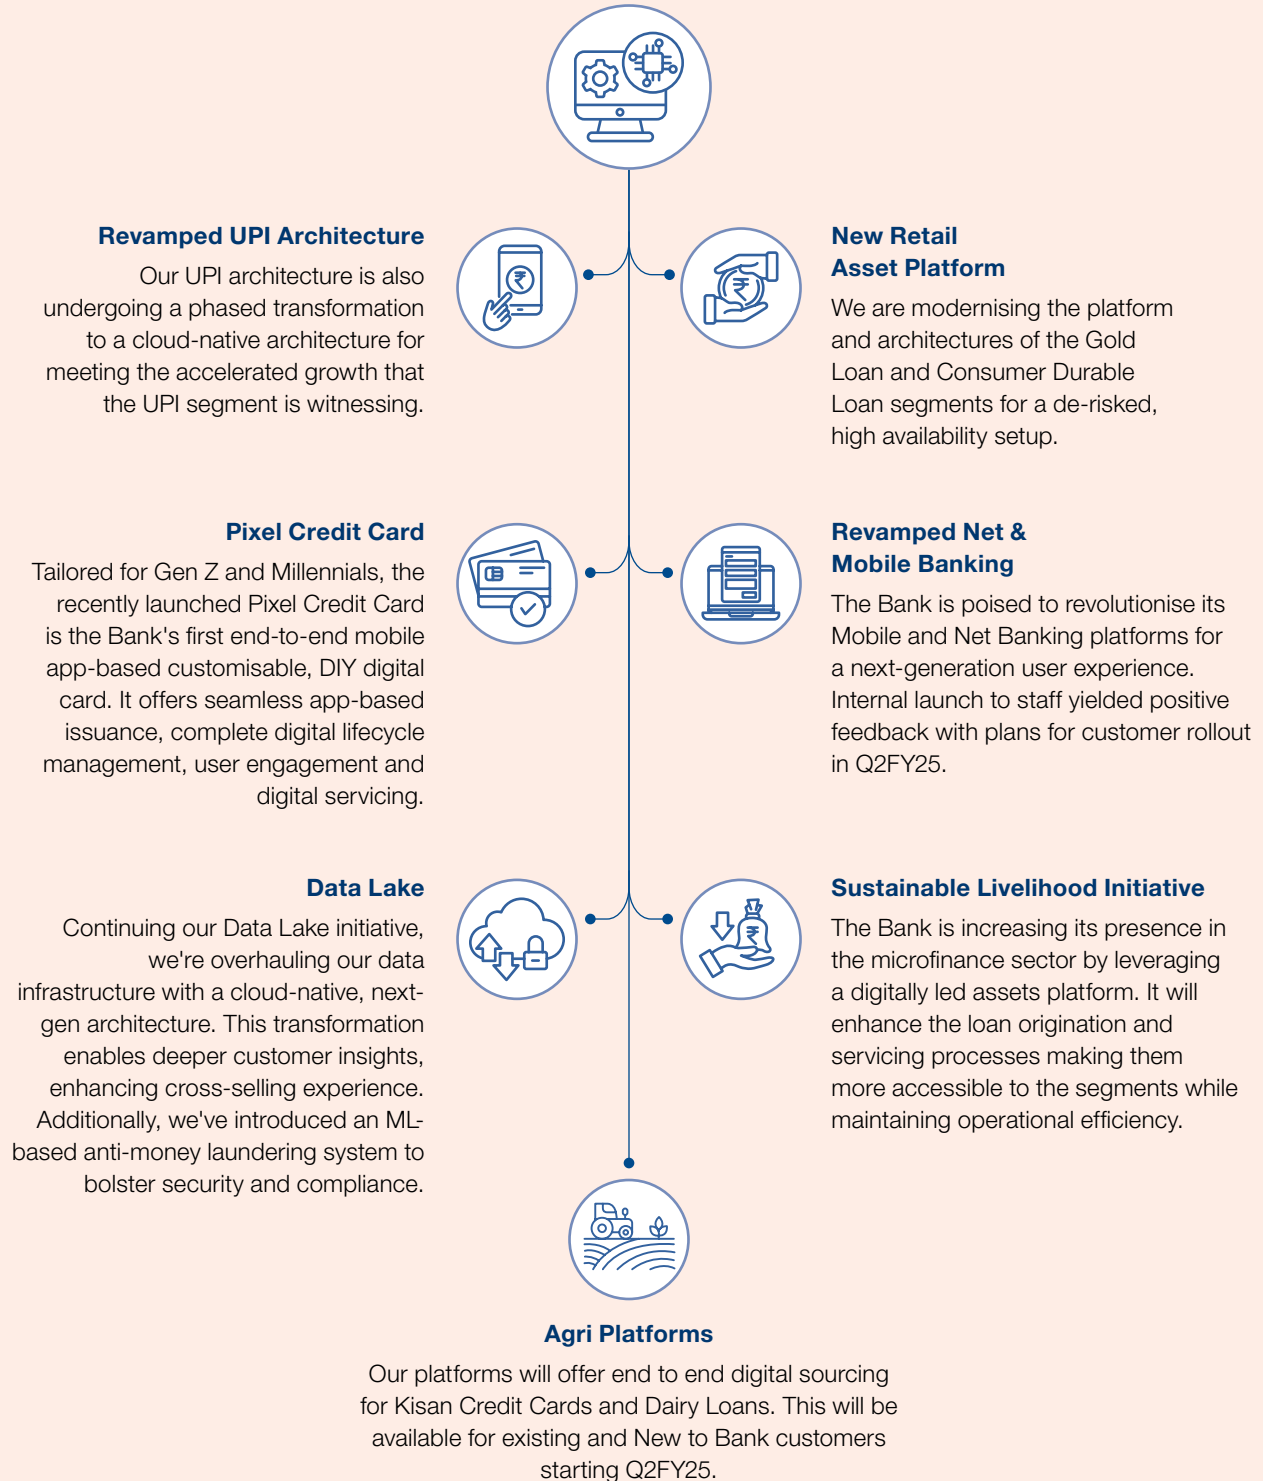 Revamped UPI Architecture
Our UPI architecture is also
undergoing a phased transformation
to a cloud-native architecture for
meeting the accelerated growth that
the UPI segment is witnessing.
New Retail
Asset Platform
We are modernising the platform
and architectures of the Gold
Loan and Consumer Durable
Loan segments for a de-risked,
high availability setup.
Pixel Credit Card
Tailored for Gen Z and Millennials, the
recently launched Pixel Credit Card
is the Bank's first end-to-end mobile
app-based customisable, DIY digital
card. It offers seamless app-based
issuance, complete digital lifecycle
management, user engagement and
digital servicing.
Revamped Net &
Mobile Banking
The Bank is poised to revolutionise its
Mobile and Net Banking platforms for
a next-generation user experience.
Internal launch to staff yielded positive
feedback with plans for customer rollout
in Q2FY25.
Data Lake
Continuing our Data Lake initiative,
we're overhauling our data
infrastructure with a cloud-native, next-
gen architecture. This transformation
enables deeper customer insights,
enhancing cross-selling experience.
Additionally, we've introduced an ML-
based anti-money laundering system to
bolster security and compliance.
Sustainable Livelihood Initiative
The Bank is increasing its presence in
the microfinance sector by leveraging
a digitally led assets platform. It will
enhance the loan origination and
servicing processes making them
more accessible to the segments while
maintaining operational efficiency.
Agri Platforms
Our platforms will offer end to end digital sourcing
for Kisan Credit Cards and Dairy Loans. This will be
available for existing and New to Bank customers
starting Q2FY25.